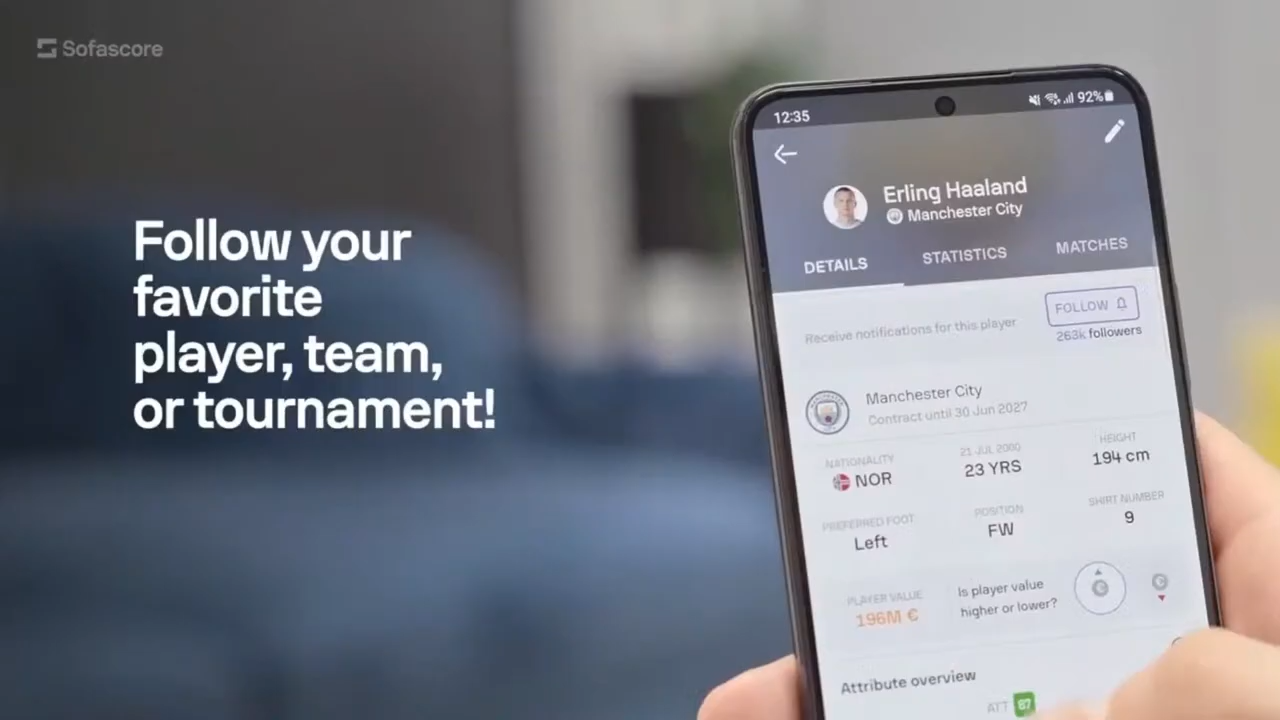 Sofascore
Follow your
favorite
player, team,
or tournament!
12:35
92%
Erling Haaland
Manchester City
DETAILS
STATISTICS
MATCHES
Receive notifications for this player
FOLLOW
263k followers
Manchester City
Contract until 30 Jun 2027
NATIONALITY
NOR
21 JUL 2000
23 YRS
HEIGHT
194 cm
PREFERRED FOOT
Left
POSITION
FW
SHIRT NUMBER
9
PLAYER VALUE
196M €
Is player value
higher or lower?
Attribute overview
ATT 87